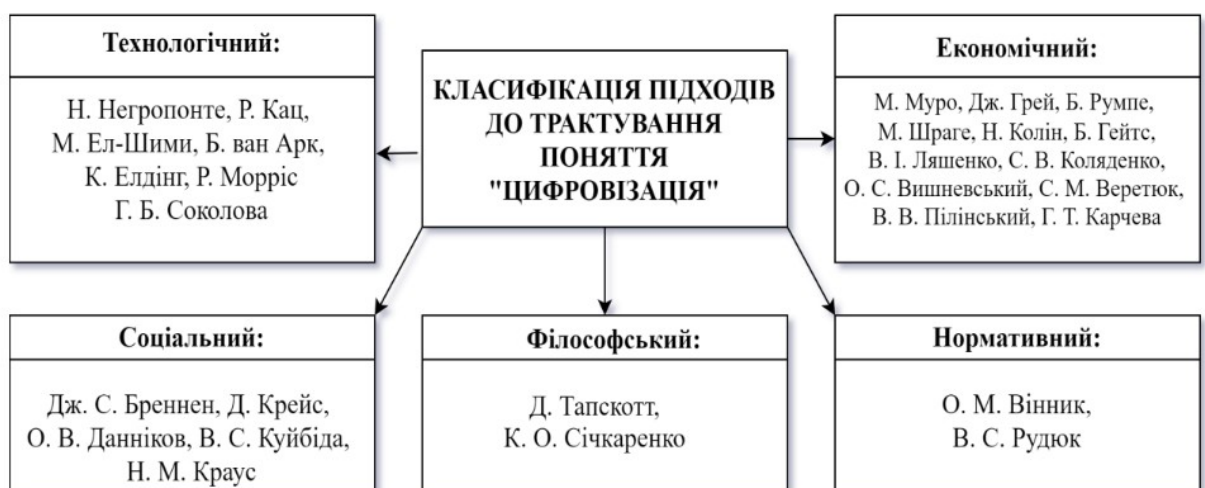 Технологічний:
Н. Негропонте, Р. Кац,
М. Ел-Шими, Б. ван Арк,
К. Елдінг, Р. Морріс
Г. Б. Соколова
КЛАСИФІКАЦІЯ ПІДХОДІВ
ДО ТРАКТУВАННЯ
ПОНЯТТЯ
"ЦИФРОВІЗАЦІЯ"
Економічний:
М. Муро, Дж. Грей, Б. Румпе,
М. Шраге, Н. Колін, Б. Гейтс,
В. І. Ляшенко, С. В. Коляденко,
О. С. Вишневський, С. М. Веретюк,
В. В. Пілінський, Г. Т. Карчева
Соціальний:
Дж. С. Бреннен, Д. Крейс,
О. В. Данніков, В. С. Куйбіда,
Н. М. Краус
Філософський:
Д. Тапскотт,
К. О. Січкаренко
Нормативний:
О. М. Вінник,
В. С. Рудюк